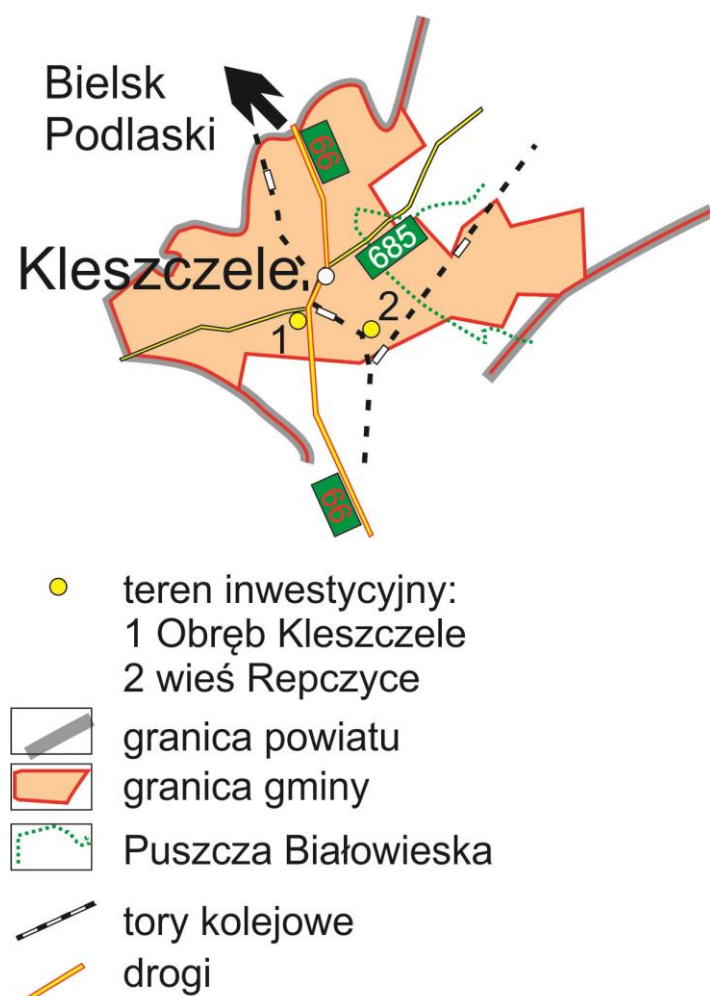 Bielsk
Podlaski
66
685
Kleszczele
2
1
66
teren inwestycyjny:
1 Obręb Kleszczele
2 wieś Repczyce
granica powiatu
granica gminy
Puszcza Białowieska
tory kolejowe
drogi